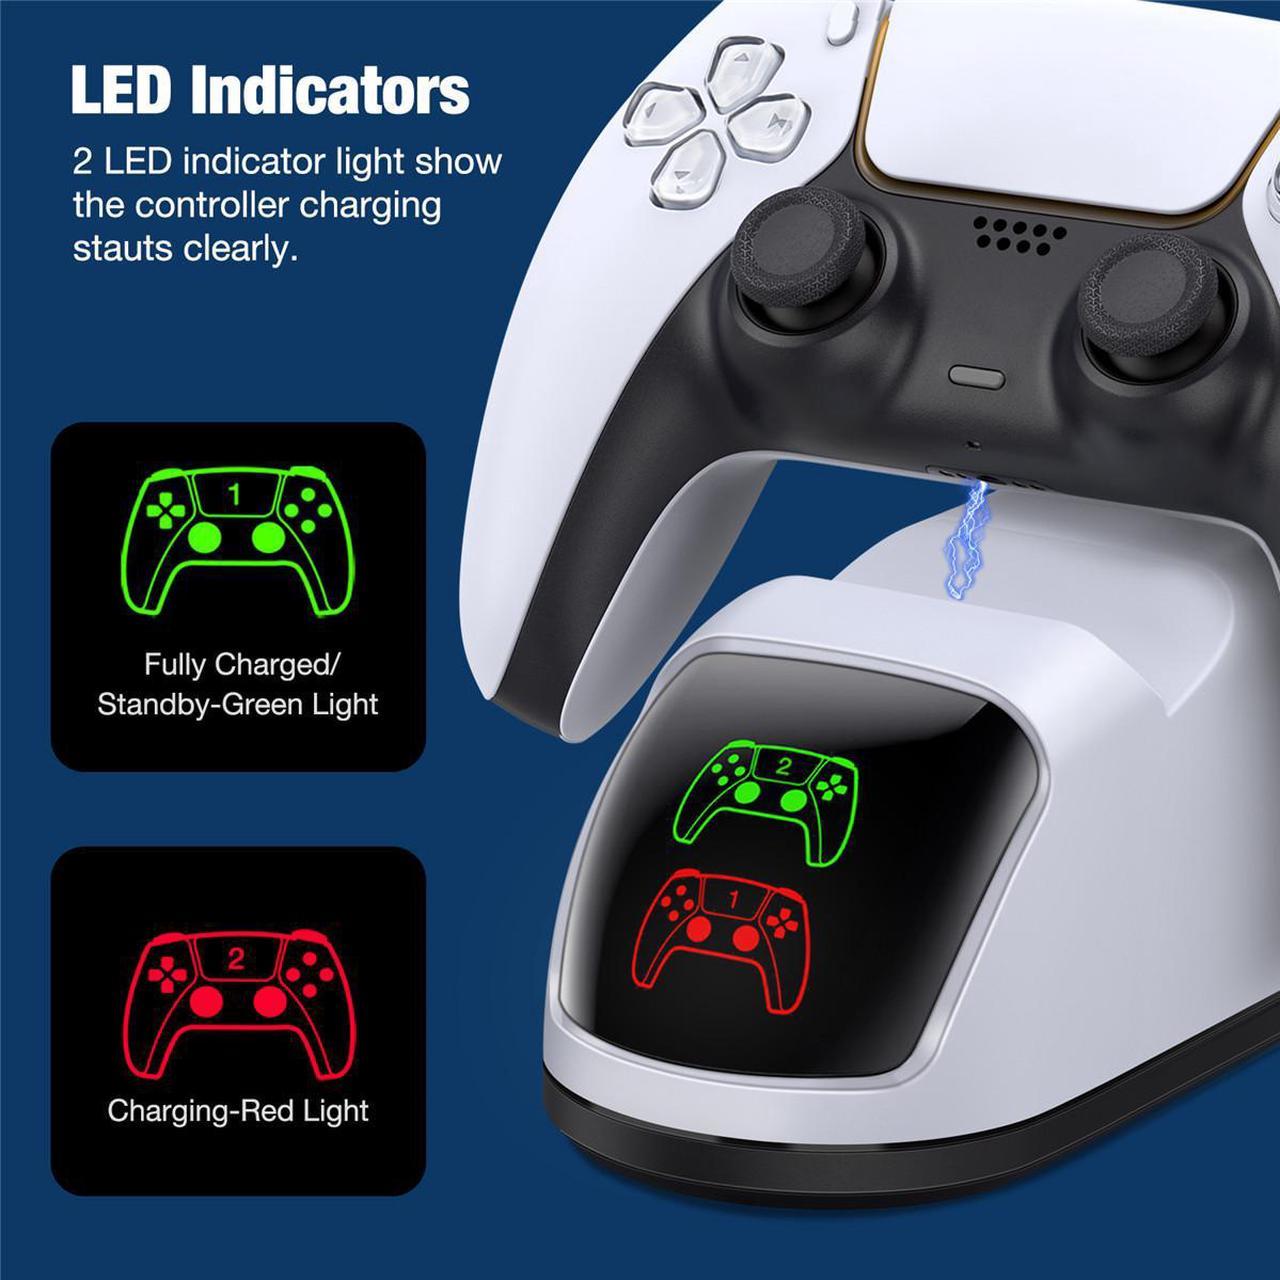 LED Indicators
2 LED indicator light show
the controller charging
stauts clearly.
1
Fully Charged/
Standby-Green Light
2
Charging-Red Light
2
1